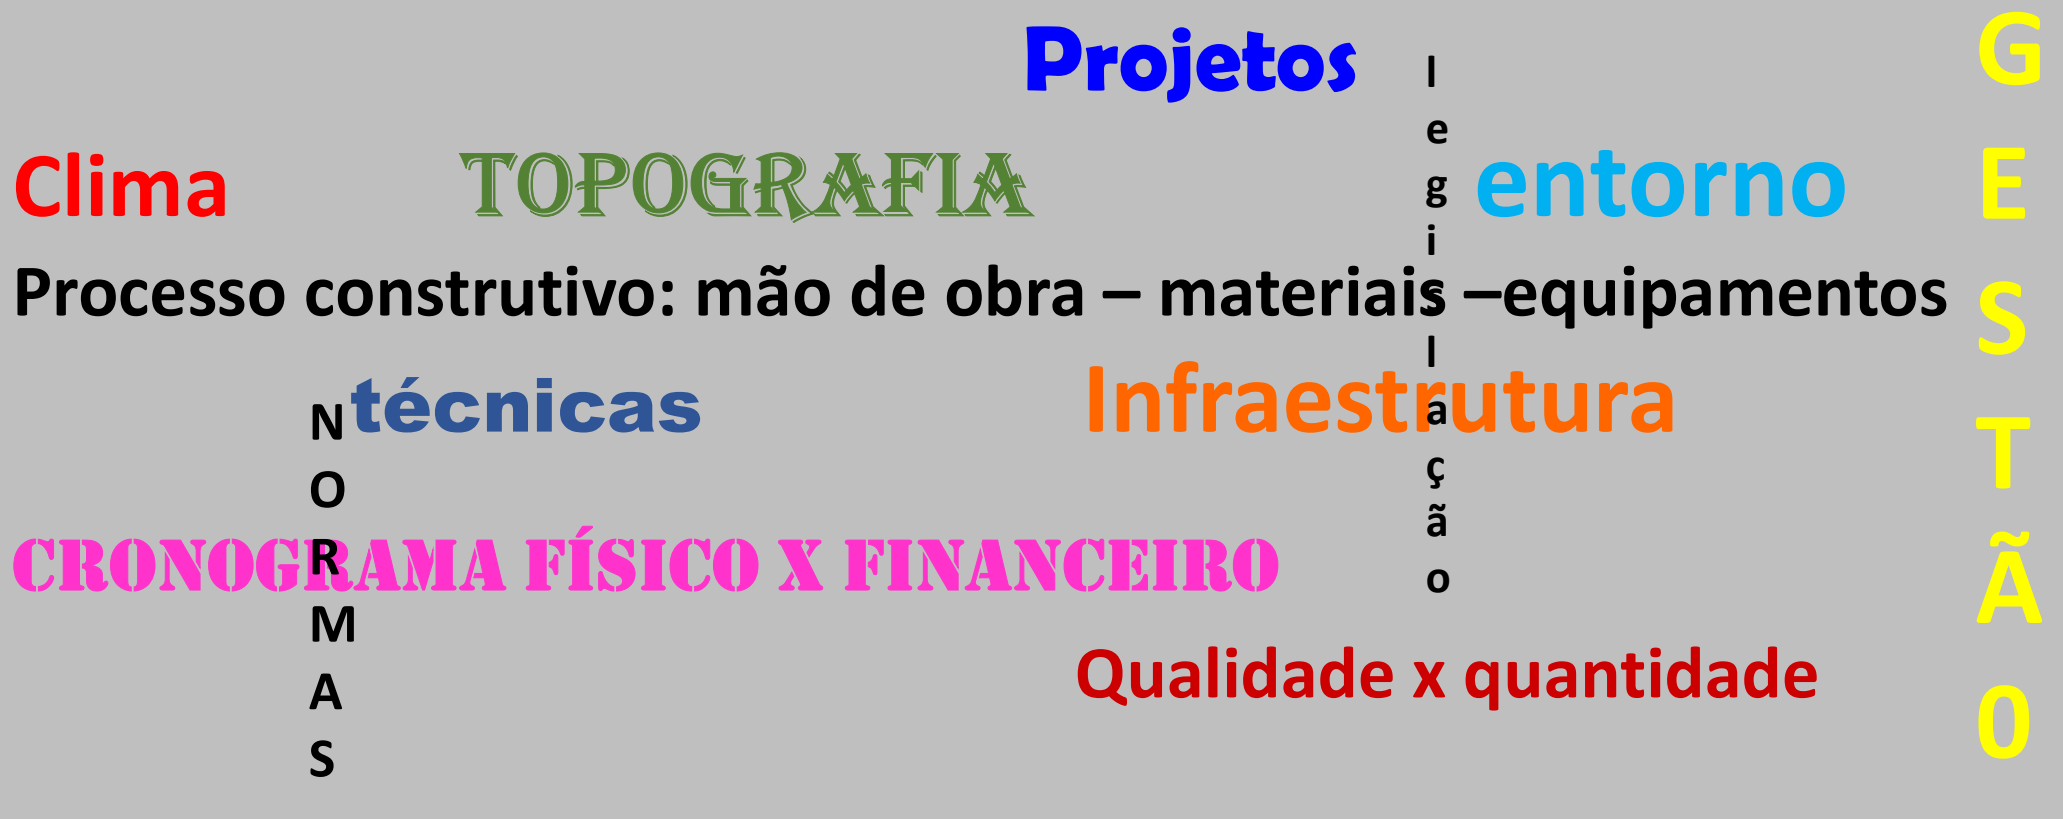 Projetos
legislação
GESTÃ0
Clima
TOPOGRAFIA
entorno
Processo construtivo: mão de obra – materiais –equipamentos
técnicas
Infraestrutura
NORMAS
CRONOGRAMA FÍSICO X FINANCEIRO
Qualidade x quantidade